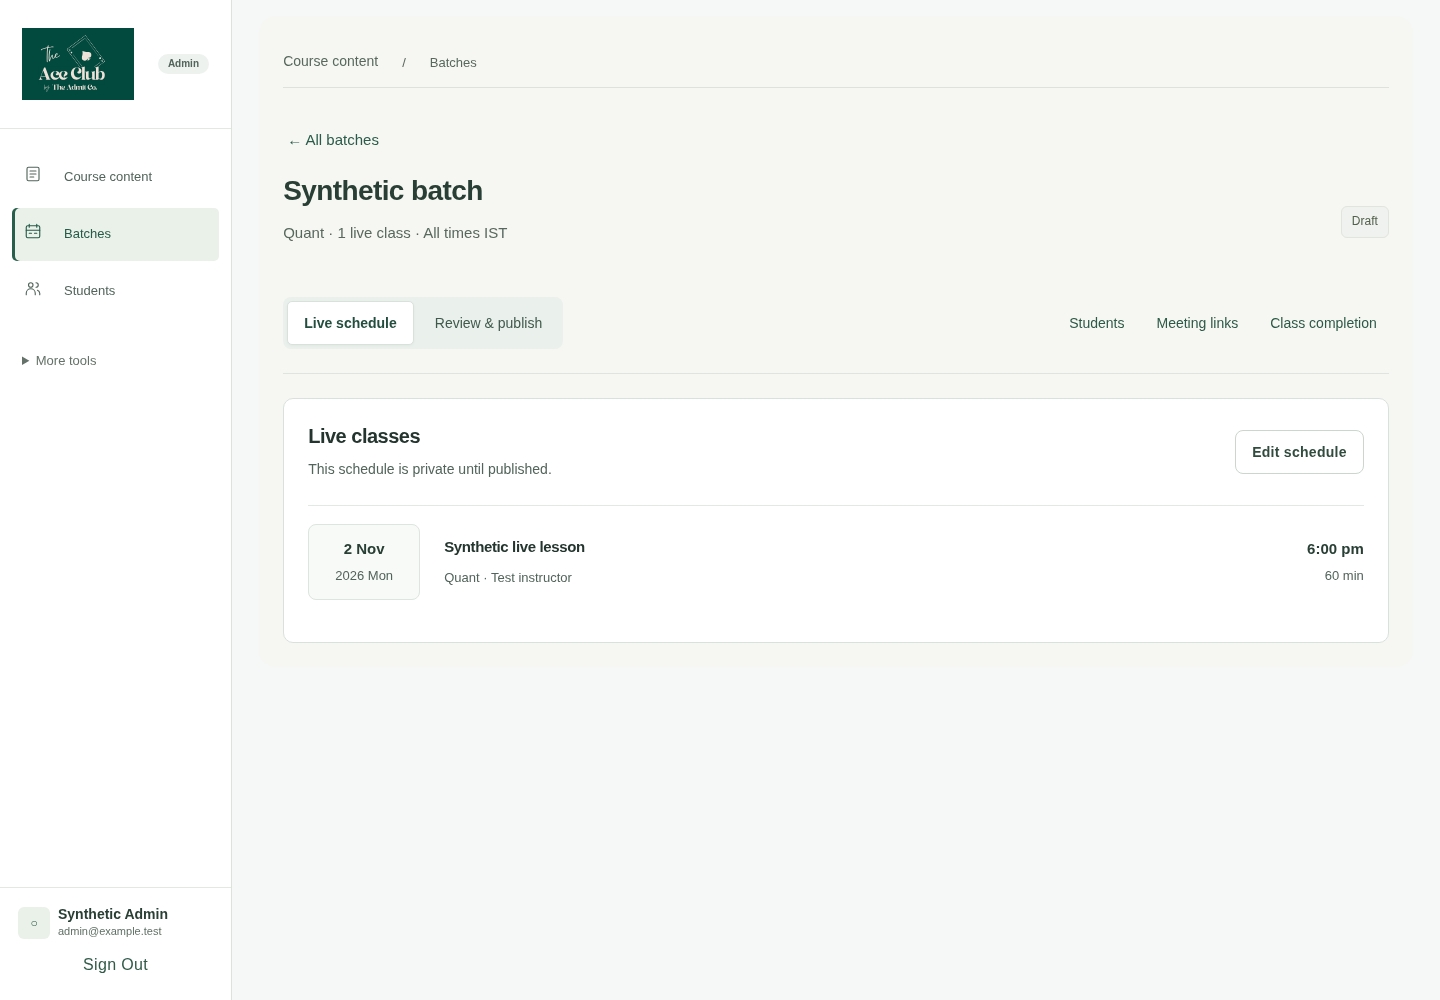 The
Ace Club
by The Admit Co.
Admin
Course content
Batches
Students
▶ More tools
Synthetic Admin
admin@example.test
Sign Out
Course content / Batches
← All batches
Synthetic batch
Quant · 1 live class · All times IST
Draft
Live schedule Review & publish Students Meeting links Class completion
Live classes
This schedule is private until published.
Edit schedule
2 Nov
2026 Mon
Synthetic live lesson
Quant · Test instructor
6:00 pm
60 min